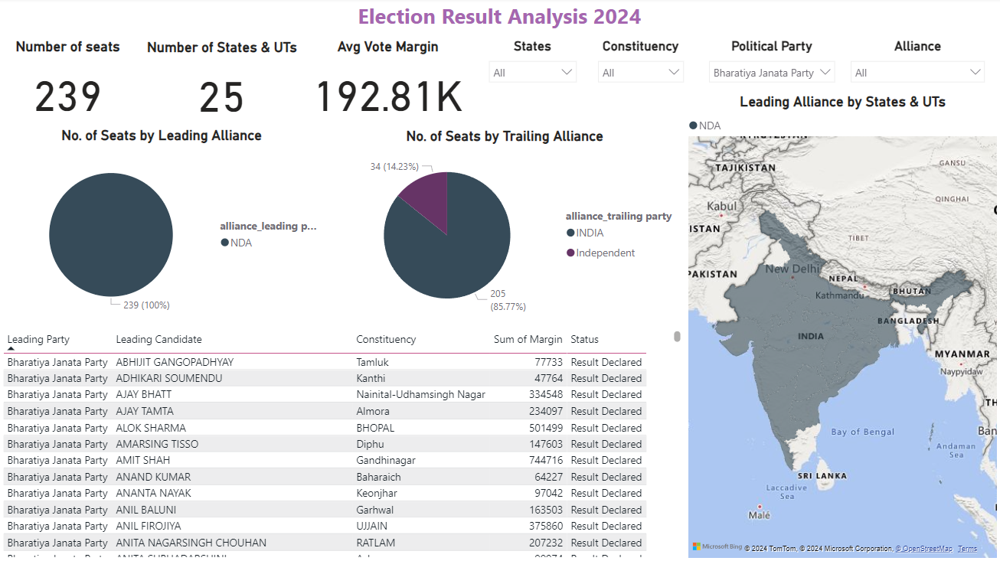 Election Result Analysis 2024
Number of seats
239
Number of States & UTs
25
Avg Vote Margin
192.81K
States
All
Constituency
All
Political Party
Bharatiya Janata Party
Alliance
All
No. of Seats by Leading Alliance
239 (100%)
alliance_leading p...
NDA
No. of Seats by Trailing Alliance
34 (14.23%)
205
(85.77%)
alliance_trailing party
INDIA
Independent
Leading Alliance by States & UTs
NDA
TAJIKISTAN
GANSU
Kabul
QINGHAI
ISTAN
TIBET
PAKISTAN
New Delhi
NEPAL
Kathmandu
BHUTAN
BANGLADESH
INDIA
MYANMAR
Naypyidaw
TH
Ban
Bay of Bengal
Andaman
Sea
SRI LANKA
Laccadive
Sea
Malé
Microsoft Bing
© 2024 TomTom, © 2024 Microsoft Corporation, © OpenStreetMap Terms
Leading Party Leading Candidate Constituency Sum of Margin Status
Bharatiya Janata Party ABHIJIT GANGOPADHYAY Tamluk 77733 Result Declared
Bharatiya Janata Party ADHIKARI SOUMENDU Kanthi 47764 Result Declared
Bharatiya Janata Party AJAY BHATT Nainital-Udhamsingh Nagar 334548 Result Declared
Bharatiya Janata Party AJAY TAMTA Almora 234097 Result Declared
Bharatiya Janata Party ALOK SHARMA BHOPAL 501499 Result Declared
Bharatiya Janata Party AMARSING TISSO Diphu 147603 Result Declared
Bharatiya Janata Party AMIT SHAH Gandhinagar 744716 Result Declared
Bharatiya Janata Party ANAND KUMAR Baharaich 64227 Result Declared
Bharatiya Janata Party ANANTA NAYAK Keonjhar 97042 Result Declared
Bharatiya Janata Party ANIL BALUNI Garhwal 163503 Result Declared
Bharatiya Janata Party ANIL FIROJIYA UJJAIN 375860 Result Declared
Bharatiya Janata Party ANITA NAGARSINGH CHOUHAN RATLAM 207232 Result Declared